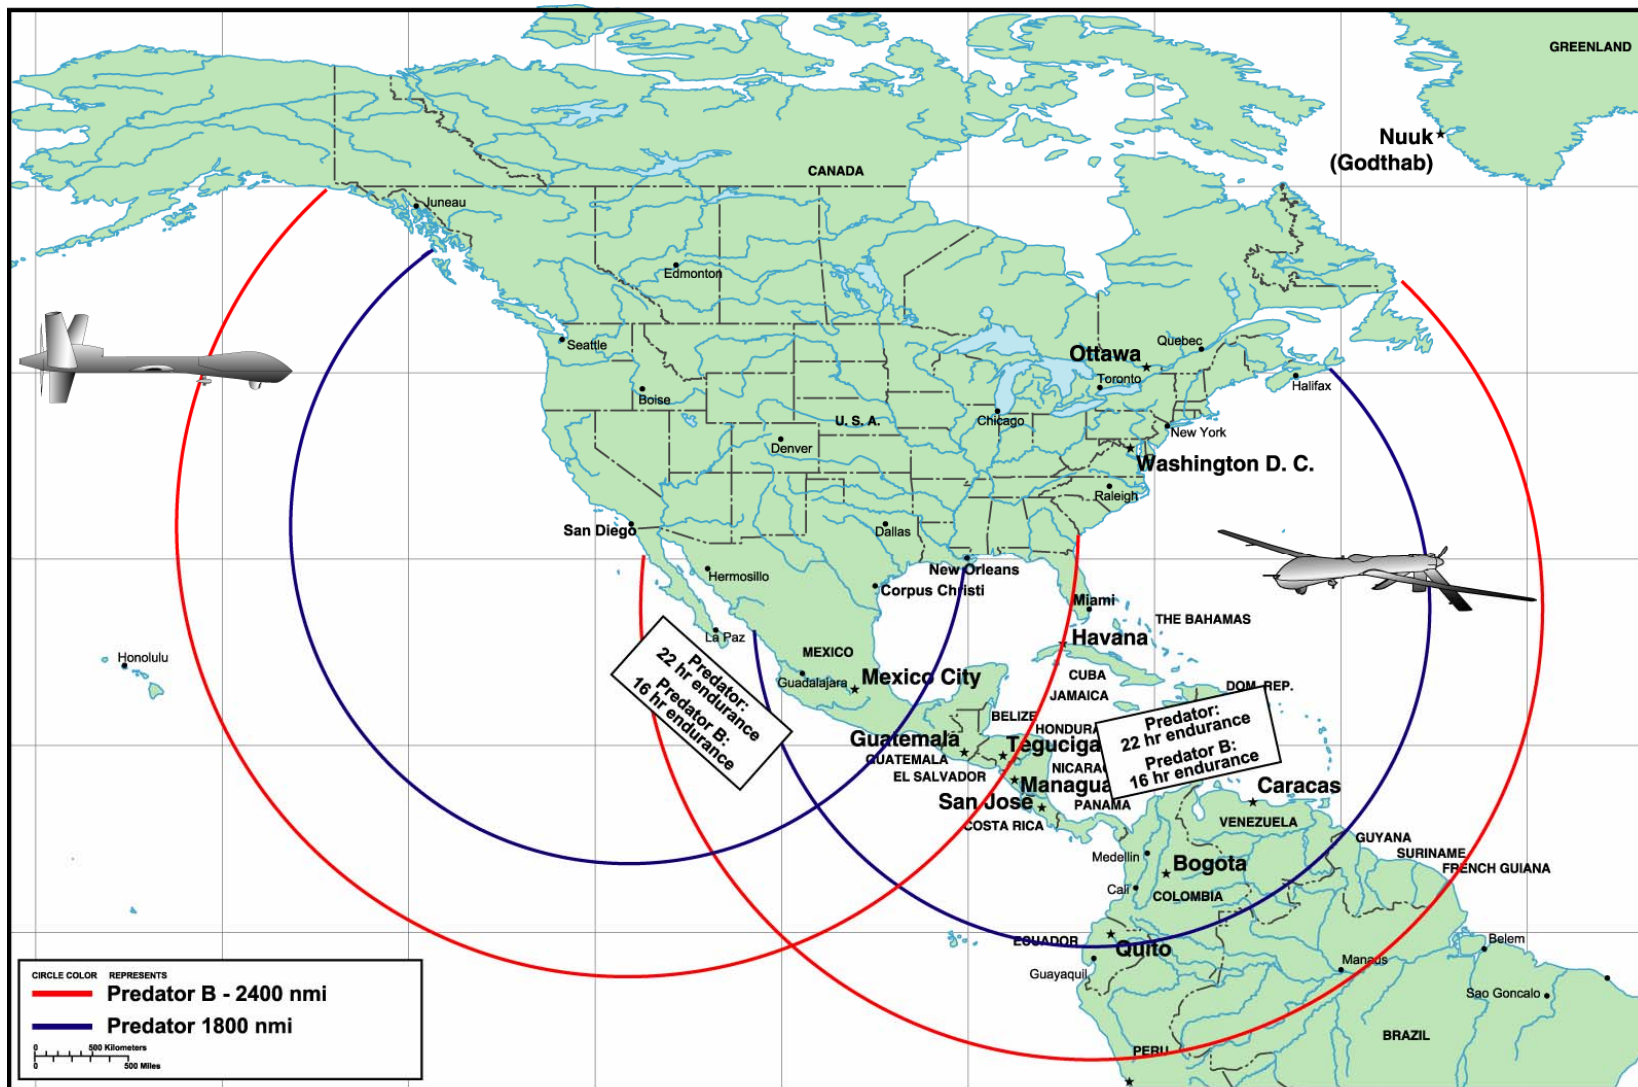 GREENLAND
Nuuk
(Godthab)
CANADA
Juneau
Edmonton
Seattle
Quebec
Ottawa
Toronto
Halifax
Boise
Chicago
U. S. A.
New York
Denver
Washington D. C.
Raleigh
San Diego
Dallas
New Orleans
Hermosillo
Corpus Christi
Miami
THE BAHAMAS
La Paz
Havana
Honolulu
MEXICO
Guadalajara
Mexico City
CUBA
JAMAICA
DOM. REP.
Predator:
22 hr endurance
Predator B:
16 hr endurance
BELIZE
HONDURA
Predator:
22 hr endurance
Predator B:
16 hr endurance
Guatemala
Teguciga
GUATEMALA
NICARAG
EL SALVADOR
Managua
Caracas
San Jose
PANAMA
COSTA RICA
VENEZUELA
GUYANA
SURINAME
FRENCH GUIANA
Medellin
Bogota
Cali
COLOMBIA
ECUADOR
Quito
Belem
Guayaquil
Manaus
Sao Goncalo
BRAZIL
PERU
CIRCLE COLOR REPRESENTS
Predator B - 2400 nmi
Predator 1800 nmi
0 500 Kilometers
0 500 Miles